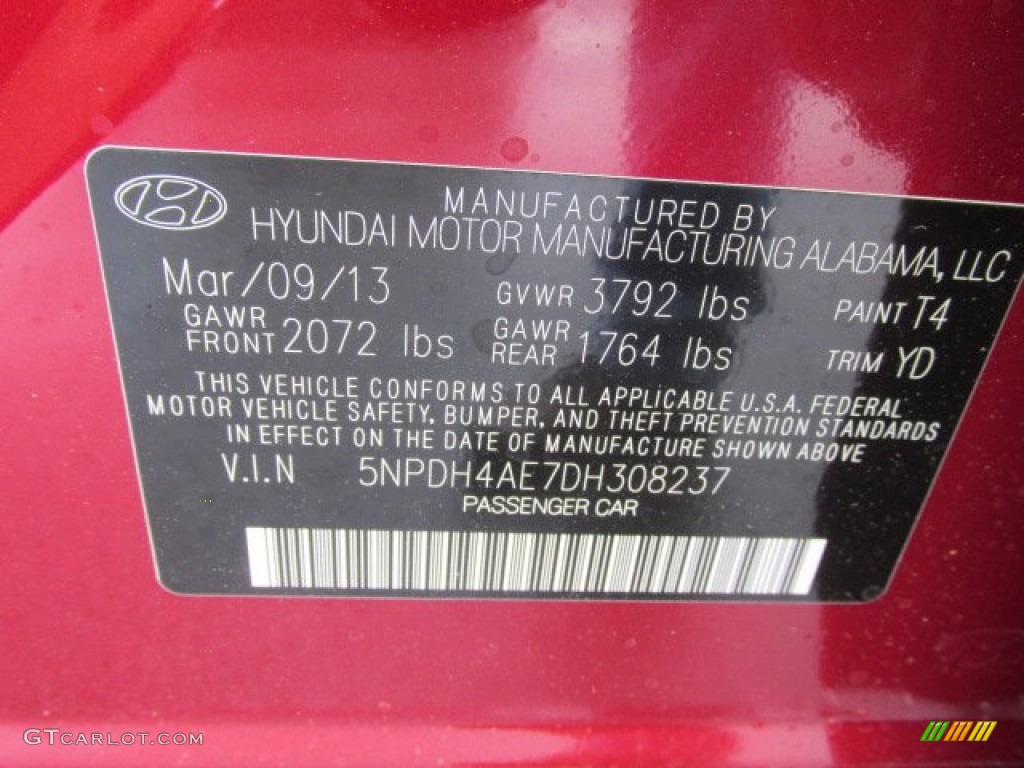 MANUFACTURED BY
HYUNDAI MOTOR MANUFACTURING ALABAMA, LLC
Mar/09/13 GVWR 3792 lbs PAINT T4
GAWR FRONT 2072 lbs GAWR REAR 1764 lbs TRIM YD
THIS VEHICLE CONFORMS TO ALL APPLICABLE U.S.A. FEDERAL
MOTOR VEHICLE SAFETY, BUMPER, AND THEFT PREVENTION STANDARDS
IN EFFECT ON THE DATE OF MANUFACTURE SHOWN ABOVE
V.I.N 5NPDH4AE7DH308237
PASSENGER CAR
GTCARLOT.COM